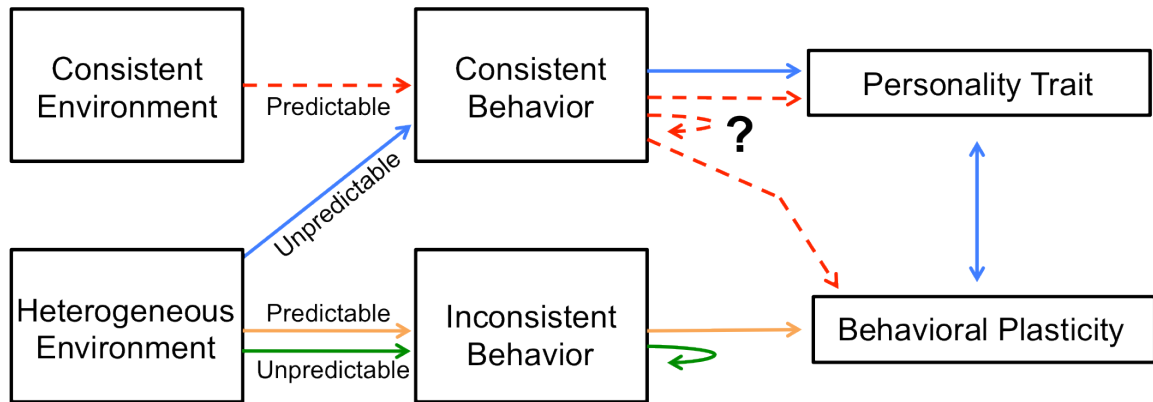 Consistent
Environment
Predictable
Consistent
Behavior
Personality Trait
?
Unpredictable
Heterogeneous
Environment
Predictable
Unpredictable
Inconsistent
Behavior
Behavioral Plasticity